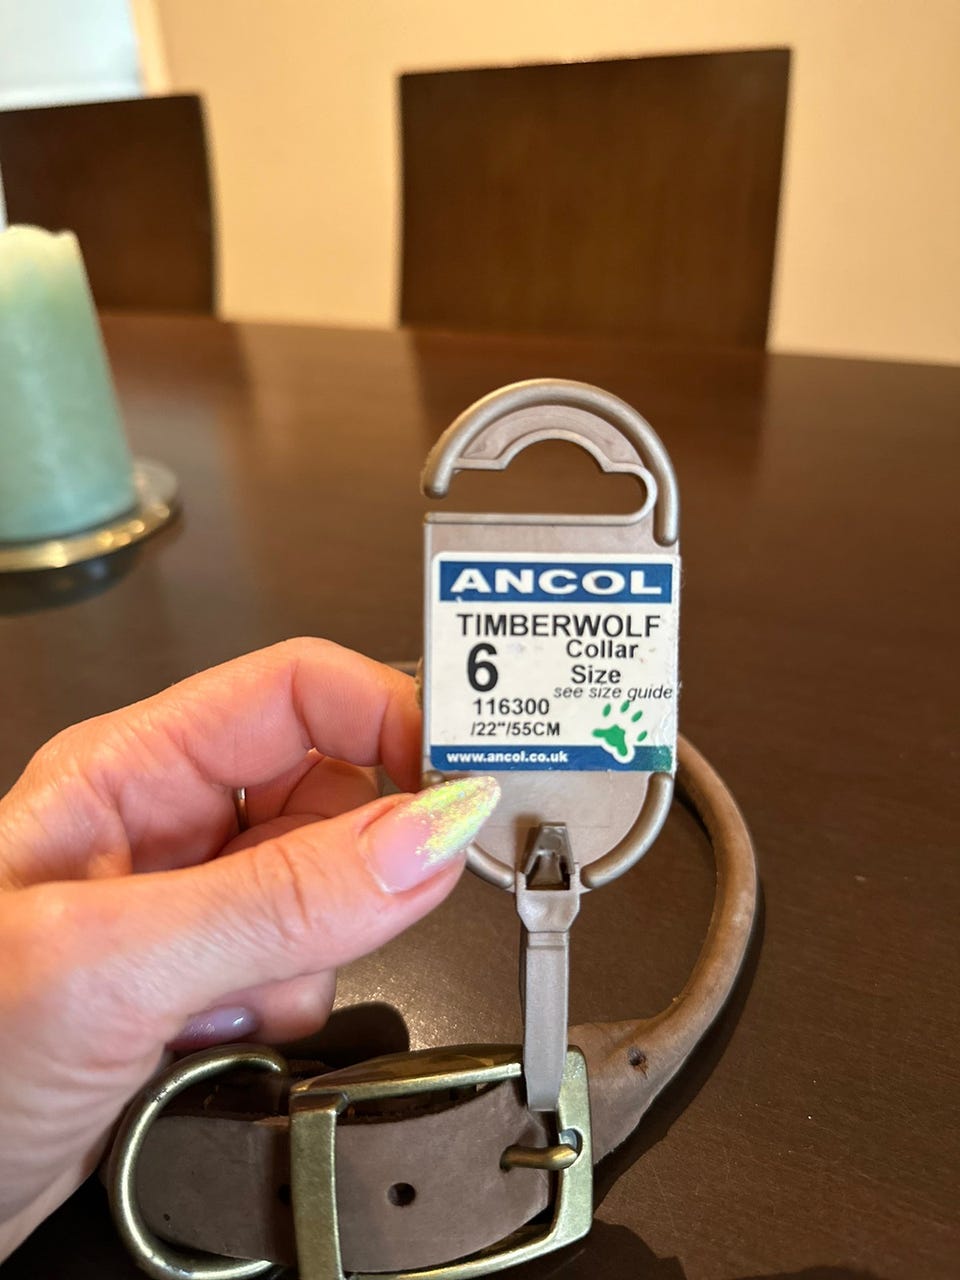 ANCOL
TIMBERWOLF
6 Collar
Size
see size guide
116300
/22"/55CM
www.ancol.co.uk